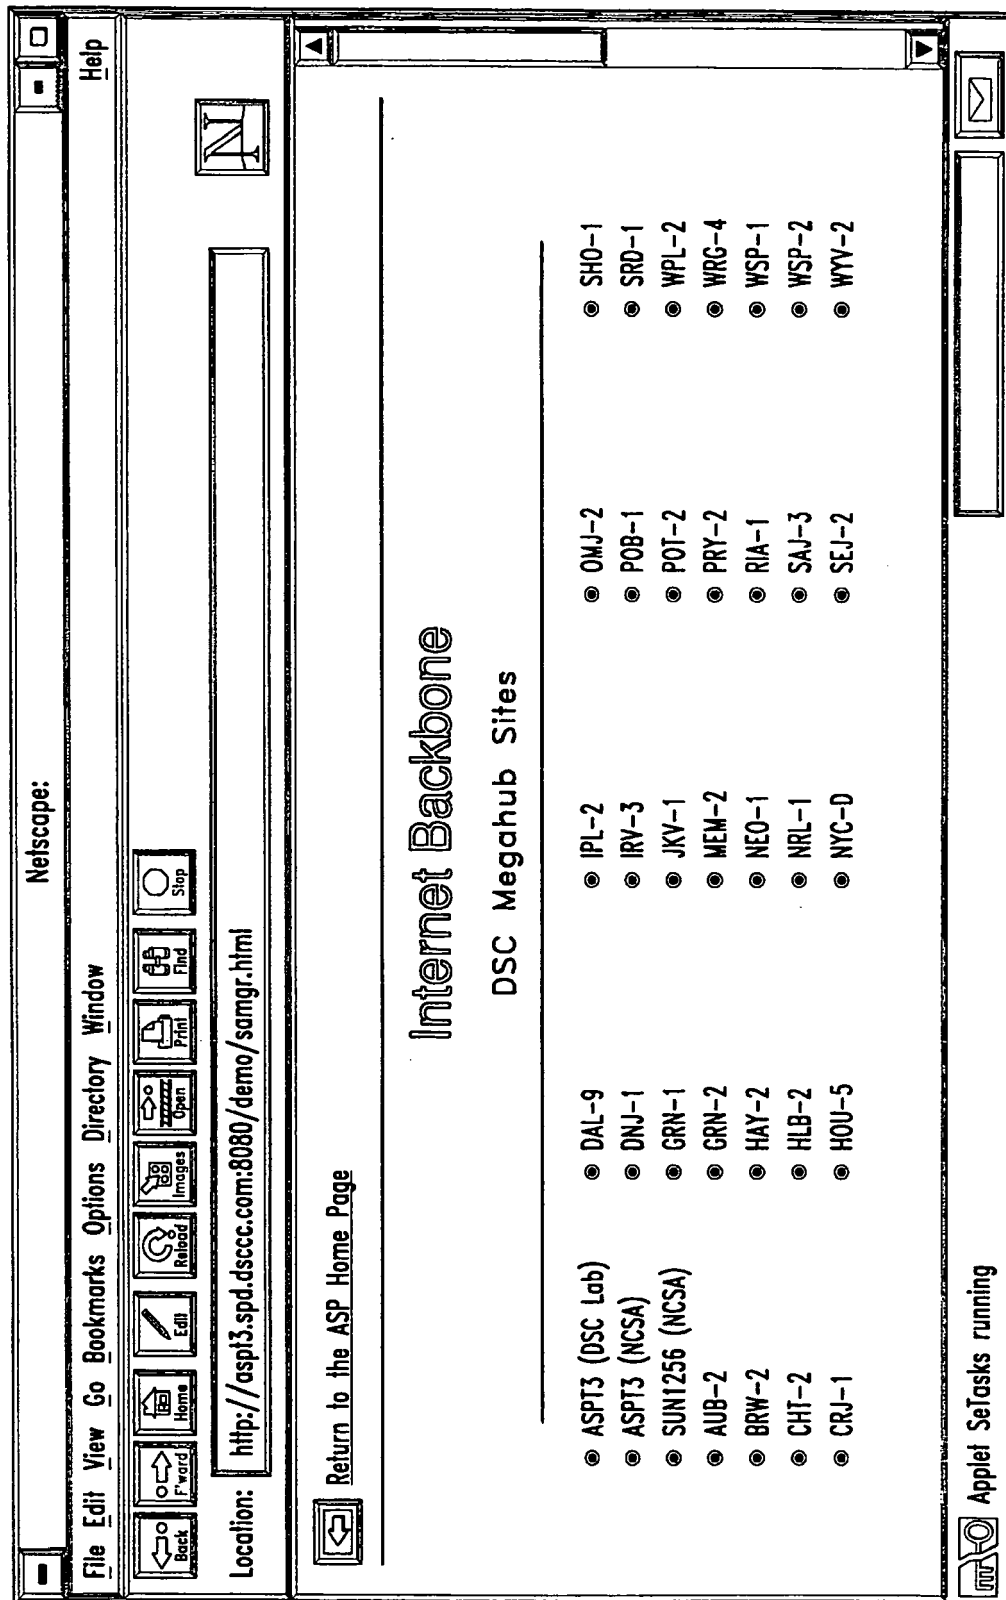 Netscape:
File Edit View Go Bookmarks Options Directory Window Help
Back F'ward Home Edit Reload Images Open Print Find Stop
N
Location: http://aspt3.spd.dsccc.com:8080/demo/samgr.html
Return to the ASP Home Page
Internet Backbone
DSC Megahub Sites
ASPT3 (DSC Lab) DAL-9 IPL-2 OMJ-2 SHO-1
ASPT3 (NCSA) DNJ-1 IRV-3 POB-1 SRD-1
SUN1256 (NCSA) GRN-1 JKV-1 POT-2 WPL-2
AUB-2 GRN-2 MEM-2 PRY-2 WRG-4
BRW-2 HAY-2 NEO-1 RIA-1 WSP-1
CHT-2 HLB-2 NRL-1 SAJ-3 WSP-2
CRJ-1 HOU-5 NYC-D SEJ-2 WYV-2
Applet SeTasks running